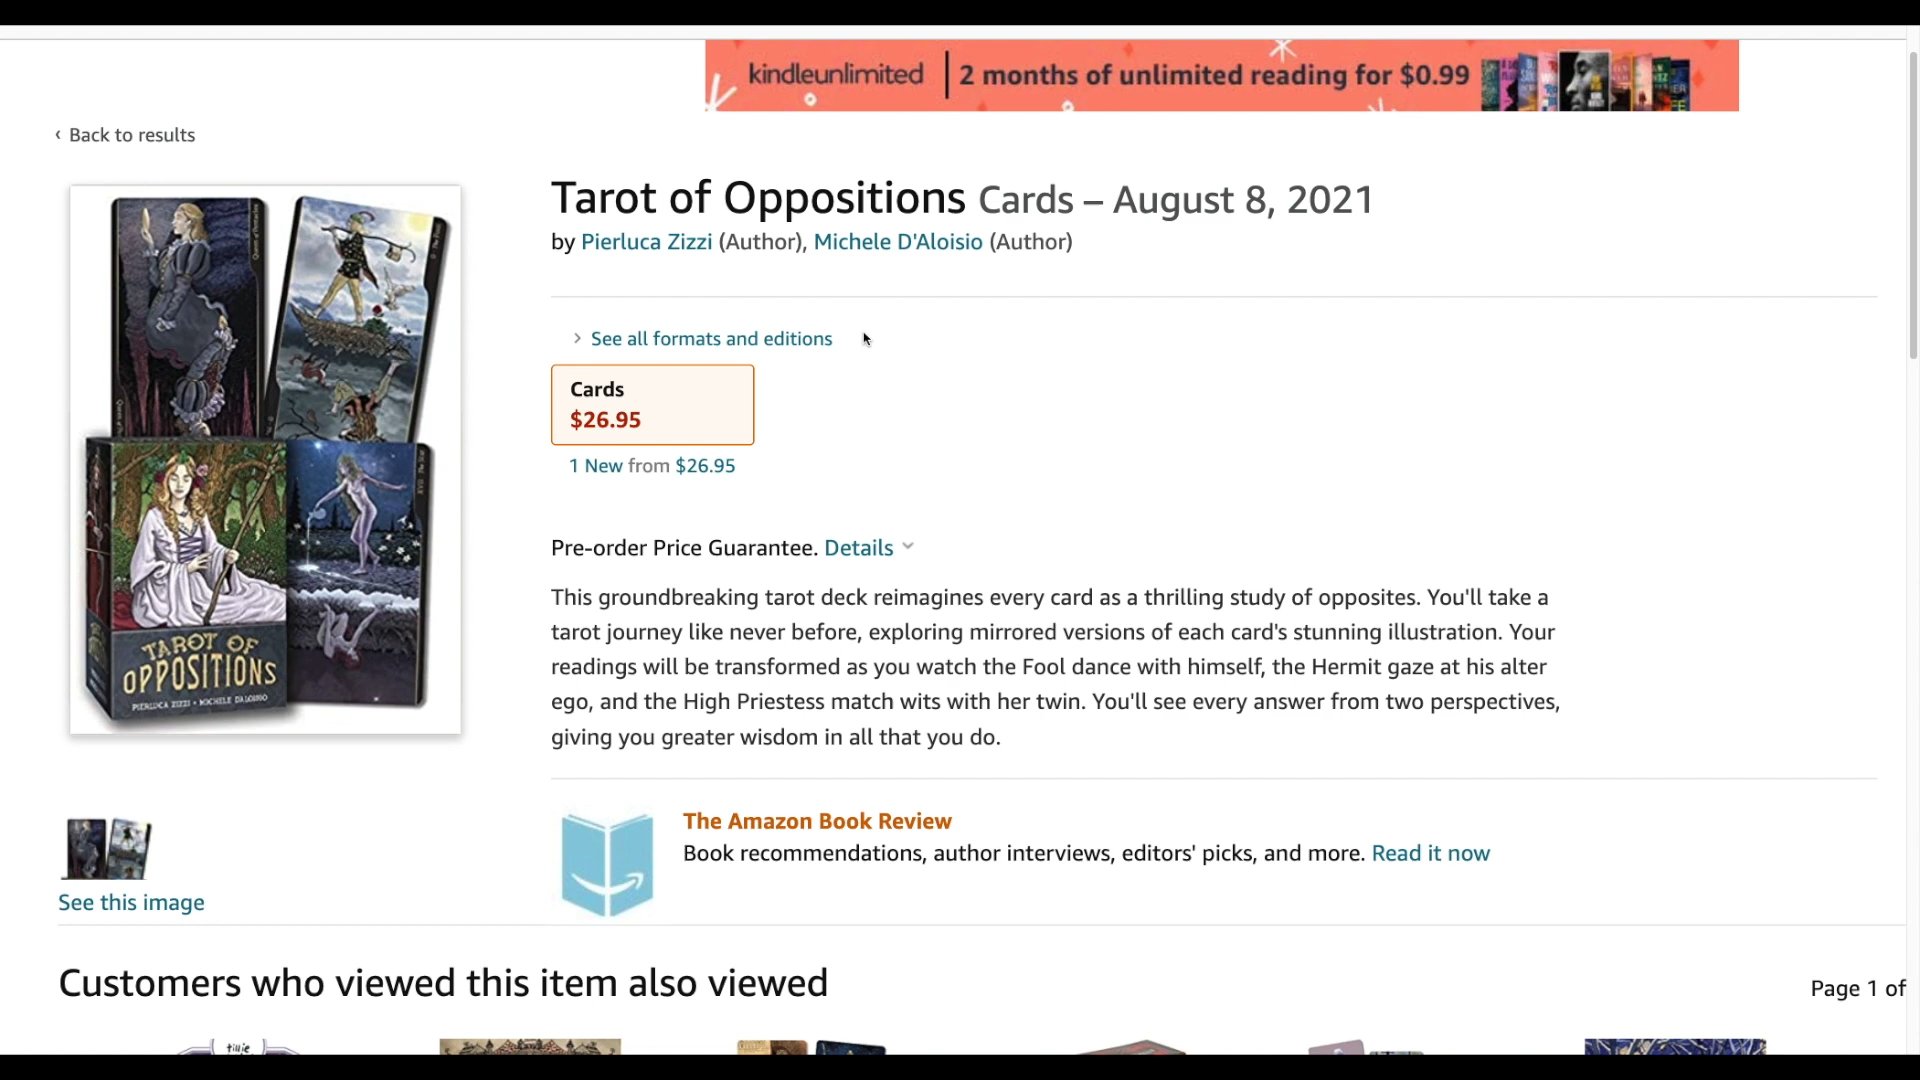 kindleunlimited | 2 months of unlimited reading for $0.99
‹ Back to results
Tarot of Oppositions Cards – August 8, 2021
by Pierluca Zizzi (Author), Michele D'Aloisio (Author)
› See all formats and editions
Cards
$26.95
1 New from $26.95
Pre-order Price Guarantee. Details
This groundbreaking tarot deck reimagines every card as a thrilling study of opposites. You'll take a
tarot journey like never before, exploring mirrored versions of each card's stunning illustration. Your
readings will be transformed as you watch the Fool dance with himself, the Hermit gaze at his alter
ego, and the High Priestess match wits with her twin. You'll see every answer from two perspectives,
giving you greater wisdom in all that you do.
TAROT OF
OPPOSITIONS
PIERLUCA ZIZZI • MICHELE DALOISIO
The Amazon Book Review
Book recommendations, author interviews, editors' picks, and more. Read it now
See this image
Customers who viewed this item also viewed
Page 1 of
tillie